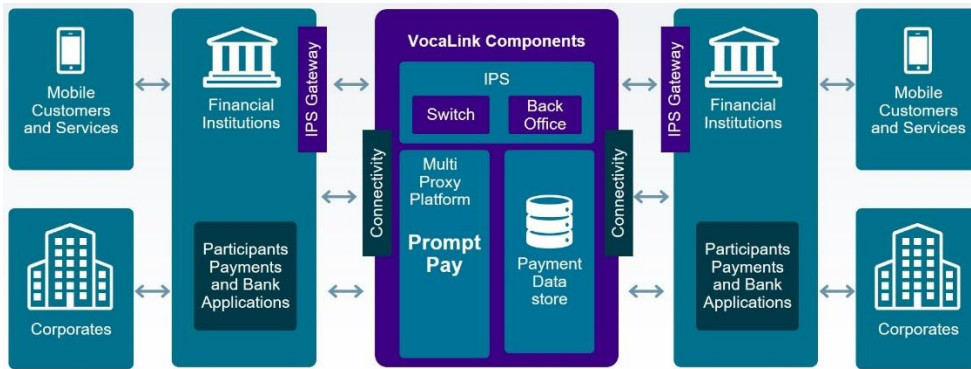 Mobile
Customers
and Services
Corporates
Financial
Institutions
IPS Gateway
Participants
Payments
and Bank
Applications
VocaLink Components
IPS
Switch
Back
Office
Connectivity
Multi
Proxy
Platform
Prompt
Pay
Payment
Data
store
Connectivity
IPS Gateway
Financial
Institutions
Participants
Payments
and Bank
Applications
Mobile
Customers
and Services
Corporates